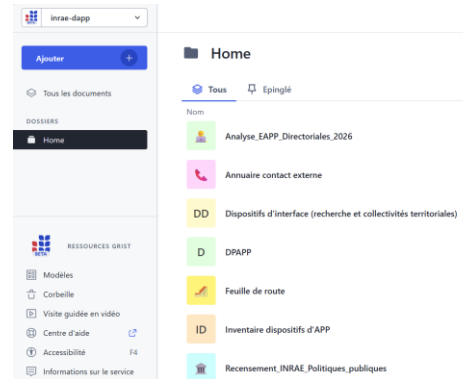 inrae-dapp
BETA
Ajouter
Tous les documents
DOSSIERS
Home
BETA
RESSOURCES GRIST
Modèles
Corbeille
Visite guidée en vidéo
Centre d'aide
Accessibilité F4
Informations sur le service
Home
Tous Epinglé
Nom
Analyse_EAPP_Directoriales_2026
Annuaire contact externe
DD Dispositifs d'interface (recherche et collectivités territoriales)
D DPAPP
Feuille de route
ID Inventaire dispositifs d'APP
Recensement_INRAE_Politiques_publiques